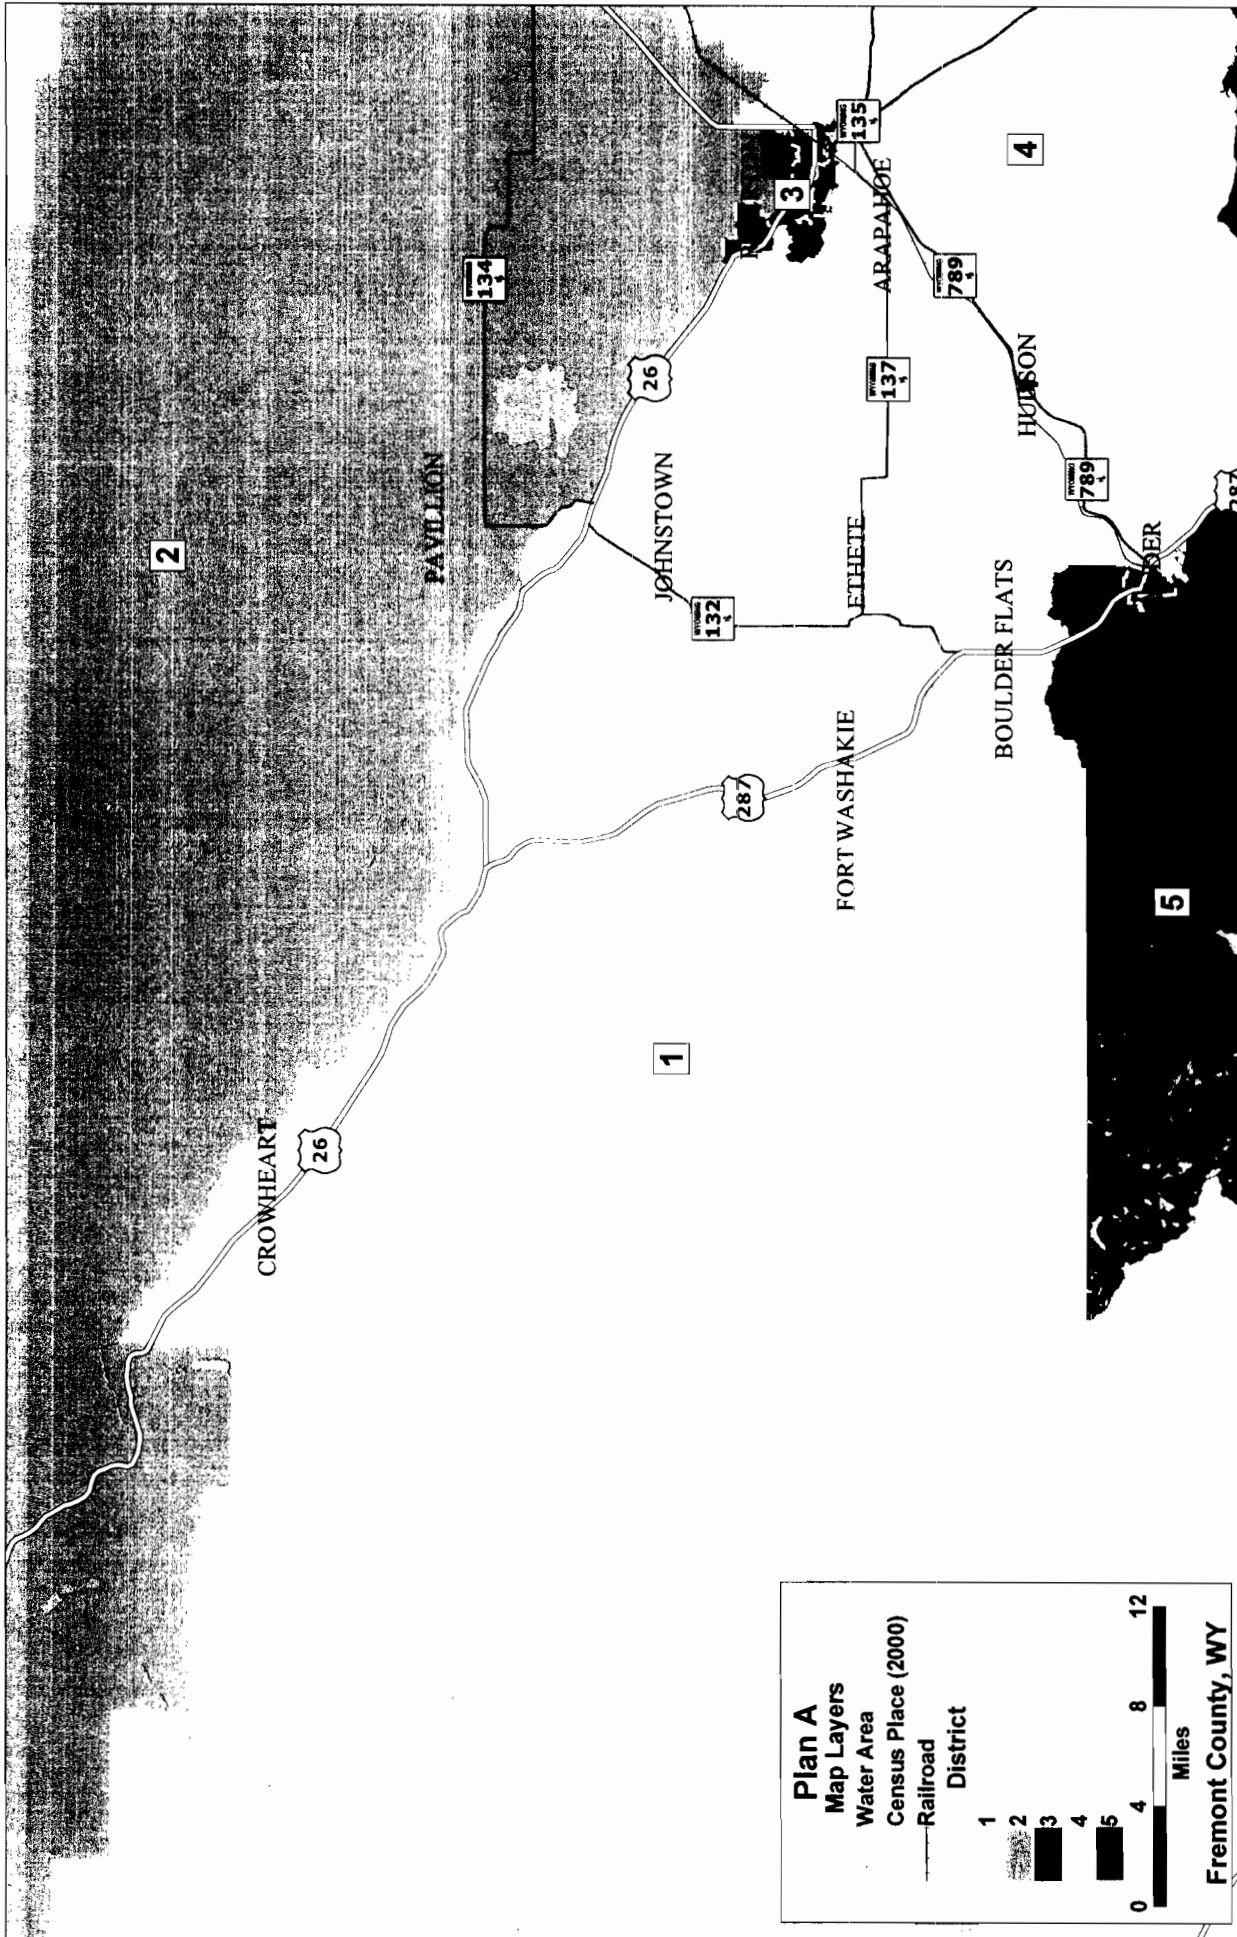 2
134
PAVILLION
26
3
WYOMING
135
ARAPAHOE
4
137
789
HUDSON
JOHNSTOWN
132
ETHETE
789
287
BOULDER FLATS
287
FORT WASHAKIE
CROWHEART
26
1
5
Plan A
Map Layers
Water Area
Census Place (2000)
Railroad
District
1
2
3
4
5
0 4 8 12
Miles
Fremont County, WY